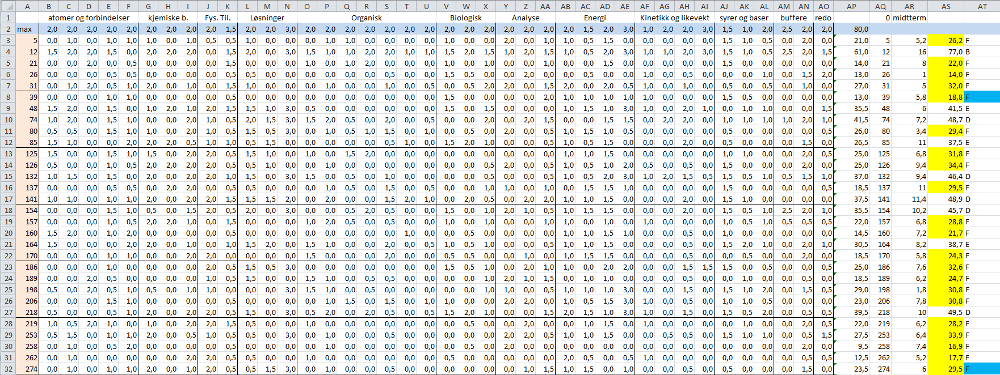 A B C D E F G H I J K L M N O P Q R S T U V W X Y Z AA AB AC AD AE AF AG AH AI AJ AK AL AM AN AO AP AQ AR AS AT
1 atomer og forbindelser kjemiske b. Fys. Til. Løsninger Organisk Biologisk Analyse Energi Kinetikk og likevekt syrer og baser buffere redo 0 midtterm
2 max 2,0 2,0 2,0 2,0 2,0 2,0 2,0 2,0 2,0 1,5 2,0 2,0 3,0 2,0 2,0 2,0 2,0 2,0 2,0 2,0 2,0 2,0 2,0 2,0 2,0 2,0 2,0 1,5 2,0 3,0 1,0 2,0 2,0 3,0 1,5 1,0 2,0 2,5 2,0 2,0 80,0
3 5 0,0 1,0 0,0 1,0 1,0 1,0 0,0 1,0 0,5 0,5 1,0 0,0 0,0 0,0 1,0 0,0 1,0 1,0 0,0 0,0 1,0 0,0 0,0 2,0 0,0 1,0 1,0 0,5 1,5 0,0 0,0 0,0 0,0 0,0 1,5 1,0 0,5 0,0 2,0 0,0 21,0 5 5,2 26,2 F
4 12 1,5 2,0 2,0 1,5 0,0 2,0 2,0 2,0 2,0 1,5 2,0 0,0 3,0 1,5 1,0 2,0 2,0 2,0 1,0 1,0 1,5 2,0 1,5 1,0 2,0 1,5 1,0 0,5 2,0 3,0 1,0 1,0 2,0 3,0 1,5 1,0 0,5 2,5 2,0 1,5 61,0 12 16 77,0 B
5 21 0,0 0,0 2,0 0,0 0,5 1,0 0,0 0,0 1,0 1,5 0,0 0,0 0,0 0,0 1,0 1,0 2,0 0,0 0,0 0,0 1,0 0,0 1,0 0,0 0,0 0,0 0,0 0,0 1,5 0,0 0,0 0,0 0,0 0,0 1,5 0,0 0,0 0,0 0,0 0,0 14,0 21 8 22,0 F
6 26 0,0 0,0 0,0 0,5 0,5 0,0 0,0 0,0 0,0 1,5 0,5 0,0 0,0 0,0 0,0 0,0 0,0 0,5 0,0 0,0 1,5 0,5 0,0 0,0 2,0 0,0 0,0 0,5 0,0 0,0 1,0 0,0 0,5 0,0 0,0 0,0 1,0 0,0 1,5 2,0 13,0 26 1 14,0 F
7 31 0,0 1,0 2,0 0,5 1,0 2,0 0,0 1,0 0,0 1,5 1,0 0,0 0,0 0,0 1,0 0,0 0,0 1,0 0,0 0,5 0,0 0,5 2,0 2,0 0,0 1,5 2,0 0,0 2,0 0,5 1,0 0,0 1,0 0,0 0,5 0,0 0,5 0,0 1,0 0,0 27,0 31 5 32,0 F
8 39 0,0 0,0 0,0 1,0 1,0 0,0 0,0 0,0 0,0 0,0 0,0 0,0 0,0 0,0 0,0 0,0 0,0 0,0 0,0 0,0 1,5 0,0 0,0 0,0 0,0 2,0 1,0 1,0 1,0 1,0 1,0 0,0 0,0 0,0 1,5 0,5 0,0 0,0 0,0 0,0 13,0 39 5,8 18,8 F
9 48 1,5 2,0 0,0 1,5 0,0 1,0 2,0 1,0 2,0 1,5 1,5 1,0 3,0 0,5 0,0 0,0 0,0 0,0 0,0 0,0 1,5 0,0 1,5 0,0 0,0 0,0 1,0 1,0 1,5 3,0 1,0 0,0 2,0 1,0 1,5 0,0 0,0 0,0 0,0 1,5 35,5 48 6 41,5 E
10 74 1,0 2,0 0,0 1,5 1,0 0,0 0,0 2,0 1,0 0,5 2,0 1,5 3,0 1,5 2,0 0,5 0,0 2,0 0,0 0,5 0,0 0,0 2,0 0,0 2,0 1,5 0,0 0,0 1,5 1,5 0,0 2,0 2,0 0,0 1,0 1,0 1,0 1,0 2,0 1,0 41,5 74 7,2 48,7 D
11 80 0,5 0,5 0,0 1,5 1,0 1,0 0,0 2,0 1,0 0,5 1,5 0,5 3,0 0,0 1,0 0,5 1,0 1,5 0,0 1,0 0,0 0,5 0,0 2,0 0,0 0,5 1,0 1,5 1,5 0,0 1,0 0,0 0,0 0,0 0,5 0,0 0,0 0,0 0,0 0,5 26,0 80 3,4 29,4 F
12 85 1,5 1,0 0,0 0,0 2,0 2,0 2,0 0,5 1,0 1,0 0,5 1,5 0,0 0,0 0,0 0,0 0,0 0,5 1,0 0,0 1,5 2,0 1,0 0,0 0,0 0,5 1,0 0,5 1,5 0,0 0,0 0,0 2,0 0,0 0,5 0,0 0,0 0,0 1,5 0,0 26,5 85 11 37,5 E
13 125 1,5 0,0 0,0 1,5 1,0 1,5 0,0 2,0 2,0 0,5 1,5 1,0 0,0 1,0 0,0 1,5 2,0 0,0 0,0 0,0 0,0 0,0 0,0 0,0 0,0 0,0 1,0 1,0 1,5 0,0 0,0 0,0 0,0 0,0 1,0 1,0 0,0 0,0 2,0 0,5 25,0 125 6,8 31,8 F
14 126 0,5 0,0 0,0 1,0 0,5 2,0 2,0 2,0 2,0 0,5 0,5 1,0 0,0 0,0 1,0 0,0 0,5 0,0 0,0 0,0 0,0 0,0 0,5 2,0 0,0 0,0 1,0 0,5 1,0 2,0 0,5 0,0 0,5 0,0 1,5 1,0 0,0 0,0 1,0 0,0 25,0 126 9,4 34,4 F
15 132 1,0 1,5 0,0 1,5 0,0 1,0 0,0 2,0 2,0 1,0 1,5 0,0 3,0 1,5 0,0 0,5 0,0 1,0 0,0 0,0 0,0 0,5 0,0 2,0 0,0 0,5 1,0 0,5 2,0 3,0 1,0 2,0 1,5 0,5 1,5 0,5 1,0 0,5 1,5 1,0 37,0 132 9,4 46,4 D
16 137 0,0 0,0 0,0 0,5 0,5 0,0 2,0 2,0 0,0 1,5 0,5 0,0 0,0 0,0 1,0 0,5 1,5 0,0 0,0 0,5 0,0 0,0 1,0 1,0 1,0 0,0 0,5 1,5 1,5 1,0 0,0 0,0 0,0 0,0 0,0 0,0 0,0 0,0 0,0 0,5 18,5 137 11 29,5 F
17 141 1,0 1,0 0,0 1,0 1,0 2,0 0,0 2,0 2,0 1,5 1,5 1,5 2,0 0,0 2,0 0,0 0,0 1,5 2,0 1,0 0,0 2,0 0,5 0,0 2,0 2,0 1,0 1,0 1,5 0,0 0,0 0,0 2,0 0,0 1,5 1,0 0,0 0,0 0,0 0,0 37,5 141 11,4 48,9 D
18 154 0,0 0,0 0,0 1,5 1,0 0,5 0,0 1,5 2,0 0,5 2,0 0,0 3,0 0,0 0,0 0,5 2,0 0,5 0,0 2,0 1,5 0,0 1,0 2,0 1,0 0,5 1,0 1,0 1,5 0,0 1,0 0,0 1,5 0,0 1,0 0,5 1,0 2,5 2,0 1,0 35,5 154 10,2 45,7 D
19 157 0,0 0,0 0,0 1,0 0,5 2,0 2,0 1,0 0,0 1,5 0,0 0,0 0,0 1,0 2,0 0,5 0,5 0,0 0,0 0,0 1,0 0,0 1,0 1,0 0,0 0,0 1,0 0,5 1,5 0,0 1,0 0,0 0,5 0,0 1,0 0,5 1,0 0,5 0,5 0,5 22,0 157 6,8 28,8 F
20 160 1,5 2,0 0,0 1,0 2,0 0,0 0,0 0,0 0,0 0,5 0,0 0,0 0,0 0,0 0,0 0,0 0,0 0,0 1,0 0,0 0,0 0,5 0,0 0,0 0,0 0,0 0,0 0,5 1,5 1,0 0,0 0,0 0,5 0,0 1,0 0,0 0,0 0,0 1,5 0,0 14,5 160 7,2 21,7 F
21 164 1,5 0,0 0,0 0,0 2,0 2,0 0,0 1,0 0,0 1,0 1,5 2,0 0,0 1,5 1,0 0,0 0,0 2,0 0,0 0,5 1,0 0,5 1,0 0,0 0,0 0,0 1,0 1,0 1,5 0,0 0,0 0,0 0,5 0,0 1,5 2,0 1,0 0,0 2,0 1,0 30,5 164 8,2 38,7 E
22 170 0,0 0,0 0,0 1,0 1,0 0,0 0,0 2,0 2,0 0,0 0,0 0,0 0,0 1,5 0,0 0,0 0,0 2,0 0,0 0,0 0,5 0,5 0,0 0,0 1,0 0,0 1,0 1,5 1,5 0,0 0,0 0,0 0,5 0,0 1,0 0,0 0,0 0,0 1,5 0,0 18,5 170 5,8 24,3 F
23 186 0,0 0,0 0,0 1,0 1,0 2,0 0,0 1,0 1,0 0,0 1,5 0,5 3,0 0,0 0,0 0,0 0,0 0,0 0,0 0,0 1,5 0,5 1,0 0,0 2,0 1,0 1,0 0,0 2,0 2,0 0,0 0,0 1,5 1,5 0,0 0,0 0,0 0,0 0,0 0,5 25,0 186 7,6 32,6 F
24 189 0,0 0,0 2,0 0,5 0,0 0,0 0,0 0,0 1,0 0,5 1,5 0,0 0,0 1,5 1,0 0,0 0,5 0,5 0,0 0,0 0,0 0,0 1,0 2,0 1,0 1,5 0,0 1,0 1,0 0,0 0,0 0,0 0,5 0,0 0,0 1,0 0,0 0,0 1,5 0,0 18,5 189 6,2 24,7 F
25 198 0,5 0,0 2,0 0,5 1,0 0,5 0,0 1,0 1,0 0,0 0,0 0,0 3,0 1,5 1,0 0,0 0,5 0,0 0,0 0,0 0,0 0,0 0,0 1,0 1,0 0,5 1,0 1,0 1,0 3,0 0,0 0,0 1,5 0,0 1,5 1,0 2,0 0,0 1,5 0,0 29,0 198 1,8 30,8 F
26 206 0,0 0,0 0,0 1,5 1,0 0,0 0,0 0,0 0,0 0,5 0,0 0,0 0,0 0,0 1,0 1,5 0,0 1,5 0,0 1,0 1,0 0,0 0,0 2,0 2,0 0,0 1,0 0,5 1,5 3,0 0,0 0,0 0,5 0,0 1,0 1,0 0,5 0,0 0,0 0,0 23,0 206 7,8 30,8 F
27 218 0,5 0,0 0,0 0,5 1,0 2,0 0,0 2,0 2,0 0,5 1,5 0,0 3,0 0,5 2,0 0,0 2,0 0,5 0,0 0,5 1,5 2,0 1,0 0,0 0,0 1,5 2,0 1,5 1,0 3,0 1,0 0,0 1,5 0,0 1,5 0,5 2,0 0,0 0,5 0,0 39,5 218 10 49,5 D
28 219 1,0 0,5 2,0 1,0 0,0 1,0 0,0 2,0 2,0 1,5 0,5 0,0 0,0 1,0 0,0 0,0 0,0 0,0 0,0 0,0 0,0 0,5 0,0 2,0 0,0 0,0 0,0 1,0 1,5 0,0 1,0 0,0 0,5 0,0 1,0 0,0 0,0 0,0 2,0 0,5 22,0 219 6,2 28,2 F
29 253 0,5 1,5 0,0 1,0 1,0 2,0 0,0 0,5 1,0 0,5 0,5 0,0 3,0 0,0 1,0 0,0 0,0 0,5 0,0 0,0 0,0 0,0 0,0 2,0 2,0 0,5 1,0 0,5 1,5 1,0 0,0 0,5 0,5 0,0 1,5 1,0 1,0 0,0 0,5 1,5 27,5 253 6,4 33,9 F
30 258 0,0 1,0 0,0 0,5 2,0 0,0 0,0 0,0 0,0 0,5 0,0 0,0 0,0 0,0 1,0 0,0 0,0 0,0 0,0 0,0 0,0 0,0 0,0 2,0 0,0 0,5 0,0 0,0 0,0 0,0 0,0 0,0 0,0 0,0 0,0 0,0 0,0 0,0 2,0 0,0 9,5 258 7,4 16,9 F
31 262 0,0 1,0 0,0 0,0 0,0 0,0 0,0 2,0 2,0 0,5 0,5 0,0 0,0 1,0 0,0 0,0 0,0 0,0 0,0 0,0 0,5 0,0 0,0 0,0 0,0 0,0 2,0 0,5 0,0 0,5 1,0 0,0 0,0 0,0 0,0 0,0 0,0 0,0 0,5 0,5 12,5 262 5,2 17,7 F
32 274 0,0 1,0 0,0 1,0 1,0 2,0 0,0 1,0 2,0 0,5 0,5 1,5 3,0 0,0 1,0 0,0 0,0 0,5 0,0 0,0 0,0 0,0 0,0 0,0 1,0 1,5 1,0 1,5 0,0 1,0 0,0 0,0 0,5 0,0 1,0 0,0 0,0 0,0 1,5 0,0 23,5 274 6 29,5 F